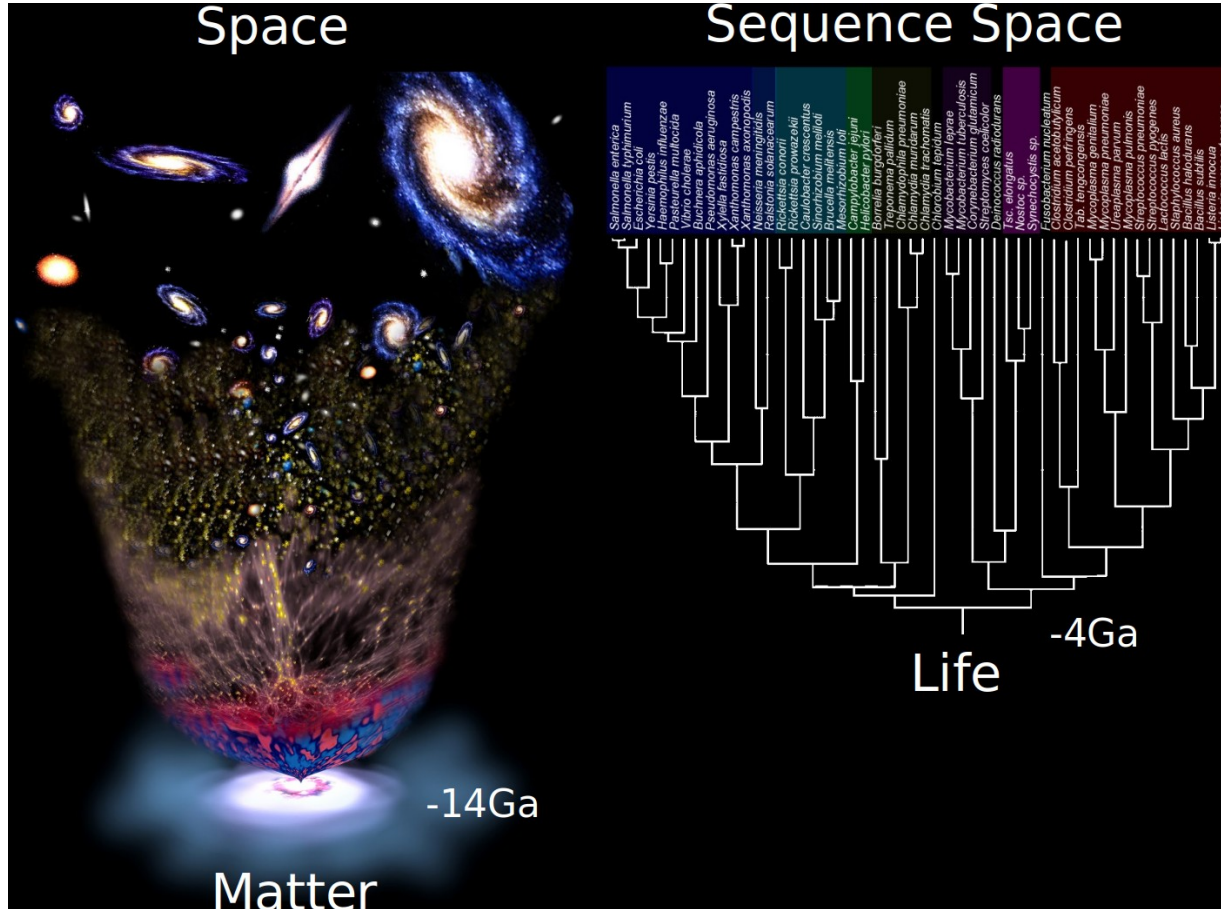 Space
Sequence Space
Salmonella enterica
Salmonella typhimurium
Escherichia coli
Yersinia pestis
Haemophilus influenzae
Pasteurella multocida
Vibrio cholerae
Buchnera aphidicola
Pseudomonas aeruginosa
Xylella fastidiosa
Xanthomonas campestris
Xanthomonas axonopodis
Neisseria meningitidis
Ralstonia solanacearum
Rickettsia conorii
Rickettsia prowazekii
Caulobacter crescentus
Sinorhizobium meliloti
Brucella melitensis
Mesorhizobium loti
Campylobacter jejuni
Helicobacter pylori
Borrelia burgdorferi
Treponema pallidum
Chlamydophila pneumoniae
Chlamydia muridarum
Chlamydia trachomatis
Chlorobium tepidum
Mycobacterium leprae
Mycobacterium tuberculosis
Corynebacterium glutamicum
Streptomyces coelicolor
Deinococcus radiodurans
Tsc. elongatus
Nostoc sp.
Synechocystis sp.
Fusobacterium nucleatum
Clostridium acetobutylicum
Clostridium perfringens
Tab. tengcongensis
Mycoplasma genitalium
Mycoplasma pneumoniae
Ureaplasma parvum
Mycoplasma pulmonis
Streptococcus pneumoniae
Streptococcus pyogenes
Lactococcus lactis
Staphylococcus aureus
Bacillus halodurans
Bacillus subtilis
Listeria innocua
-4Ga
Life
-14Ga
Matter